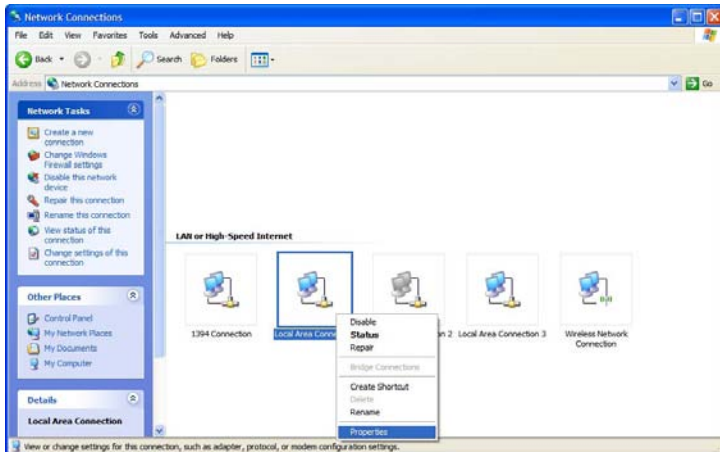 Network Connections
File Edit View Favorites Tools Advanced Help
Back Search Folders
Address Network Connections Go
Network Tasks
Create a new
connection
Change Windows
Firewall settings
Disable this network
device
Repair this connection
Rename this connection
View status of this
connection
Change settings of this
connection
Other Places
Control Panel
My Network Places
My Documents
My Computer
Details
Local Area Connection
LAN or High-Speed Internet
1394 Connection
Local Area Conne
n 2
Local Area Connection 3
Wireless Network
Connection
Disable
Status
Repair
Bridge Connections
Create Shortcut
Delete
Rename
Properties
View or change settings for this connection, such as adapter, protocol, or modem configuration settings.